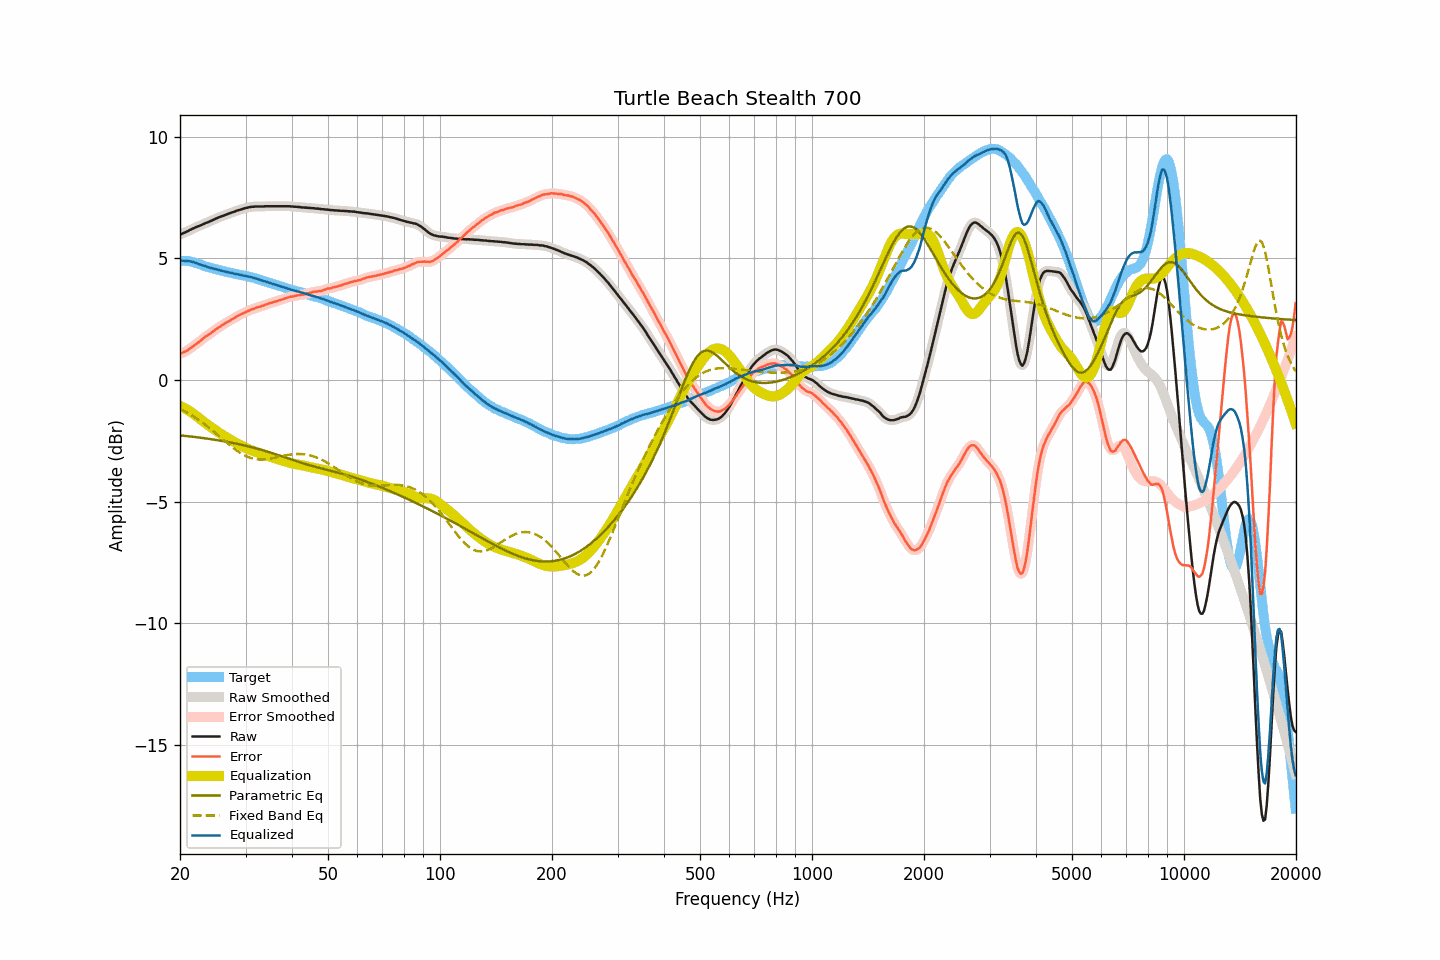 Turtle Beach Stealth 700
10
5
0
−5
−10
−15
Amplitude (dBr)
Target
Raw Smoothed
Error Smoothed
Raw
Error
Equalization
Parametric Eq
Fixed Band Eq
Equalized
20 50 100 200 500 1000 2000 5000 10000 20000
Frequency (Hz)